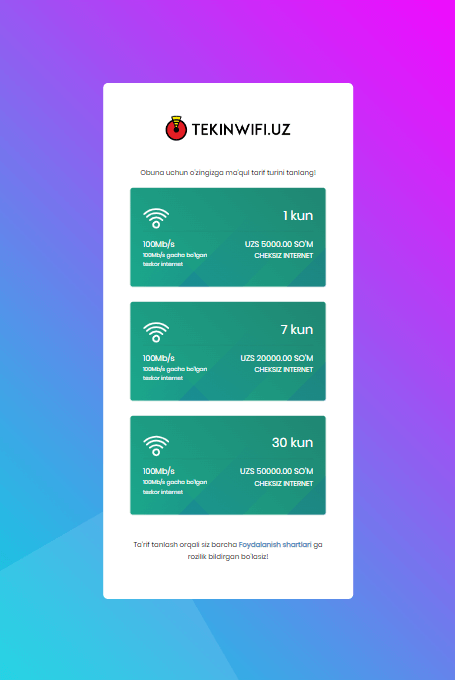 TEKINWIFI.UZ
Obuna uchun o'zingizga ma'qul tarif turini tanlang!
1 kun
100Mb/s
UZS 5000.00 SO'M
100Mb/s gacha bo'lgan
CHEKSIZ INTERNET
tezkor internet
7 kun
100Mb/s
UZS 20000.00 SO'M
100Mb/s gacha bo'lgan
CHEKSIZ INTERNET
tezkor internet
30 kun
100Mb/s
UZS 50000.00 SO'M
100Mb/s gacha bo'lgan
CHEKSIZ INTERNET
tezkor internet
Ta'rif tanlash orqali siz barcha Foydalanish shartlari ga
rozilik bildirgan bo'lasiz!